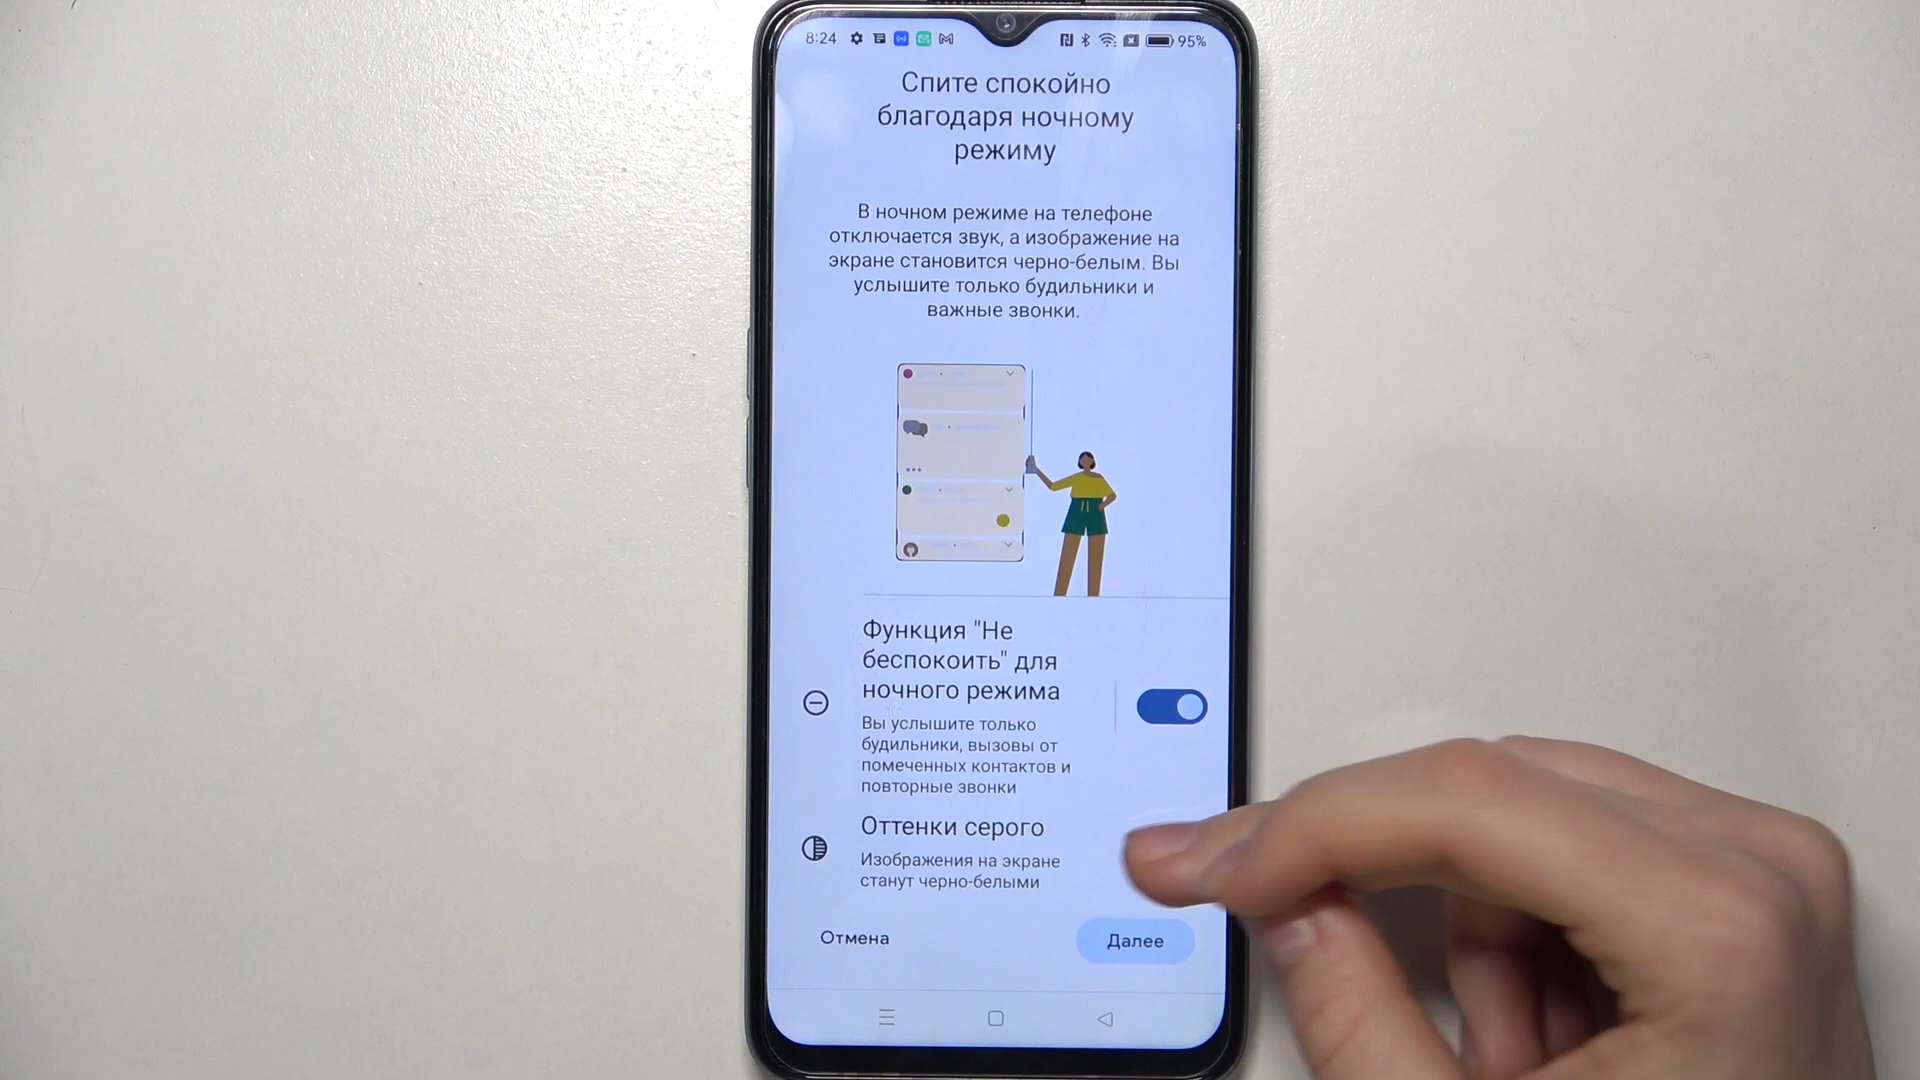 8:24
95%
Спите спокойно
благодаря ночному
режиму
В ночном режиме на телефоне
отключается звук, а изображение на
экране становится черно-белым. Вы
услышите только будильники и
важные звонки.
Функция "Не
беспокоить" для
ночного режима
Вы услышите только
будильники, вызовы от
помеченных контактов и
повторные звонки
Оттенки серого
Изображения на экране
станут черно-белыми
Отмена
Далее